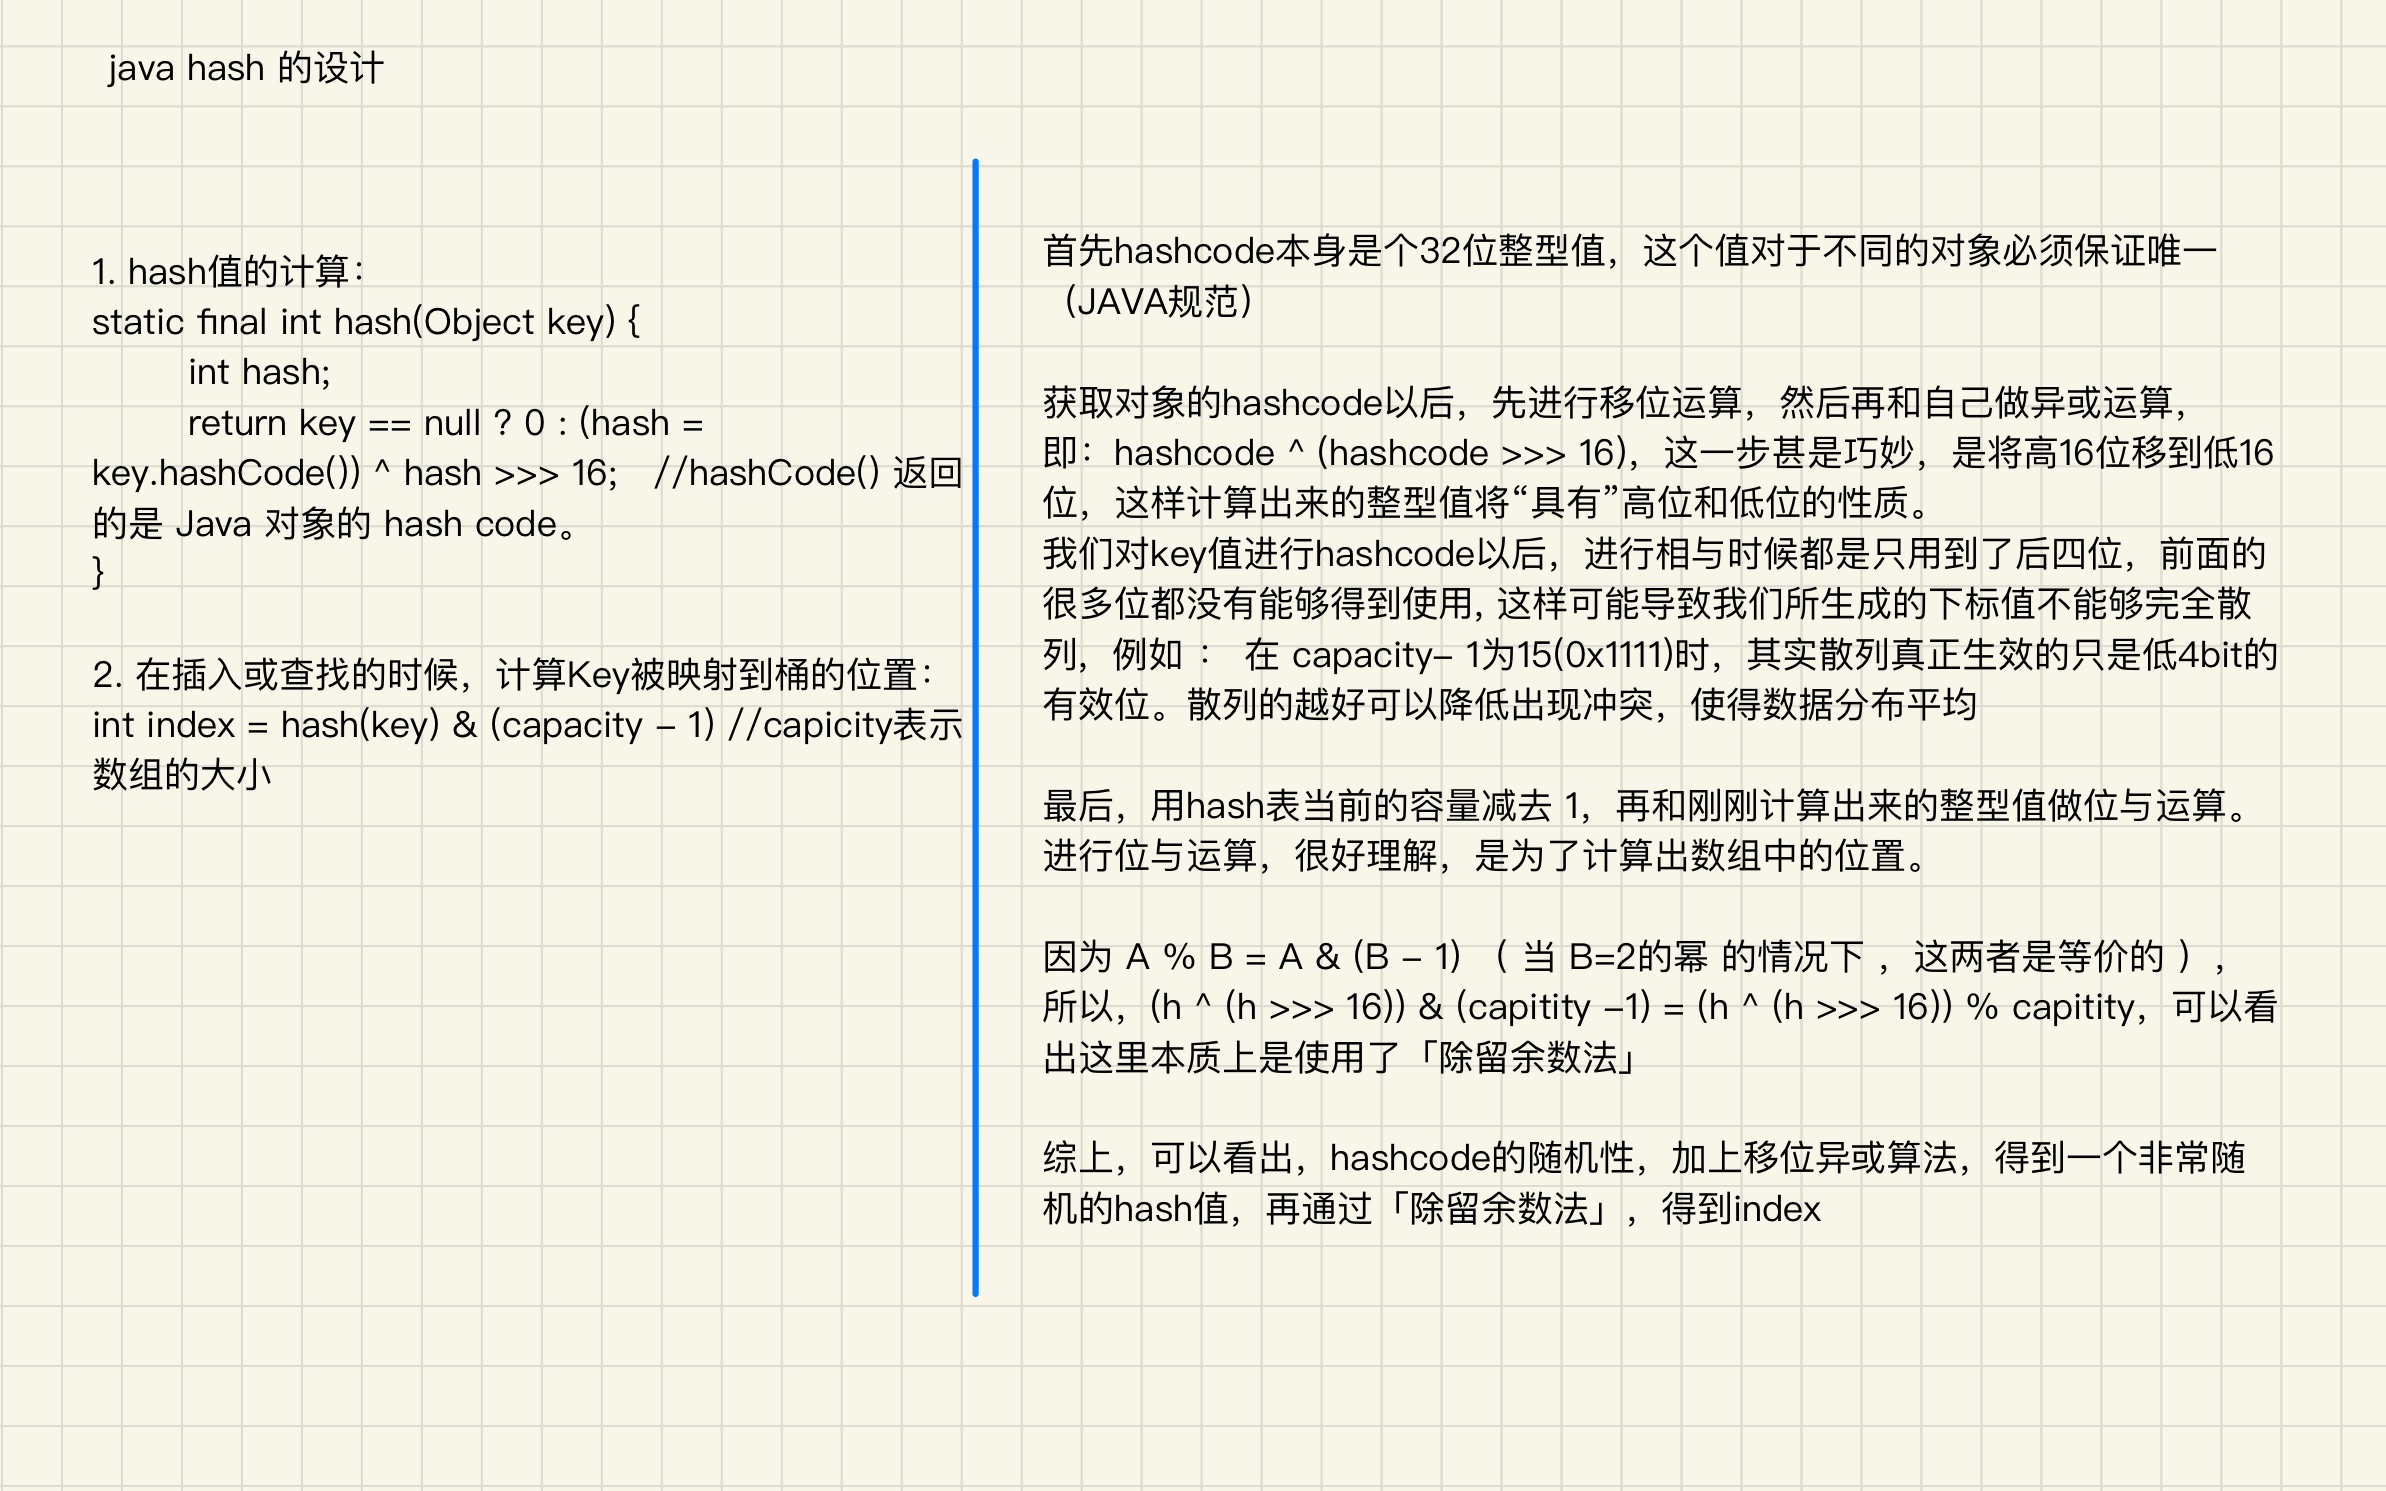 java hash 的设计
1. hash值的计算：
static final int hash(Object key) {
int hash;
return key == null ? 0 : (hash =
key.hashCode()) ^ hash >>> 16; //hashCode() 返回
的是 Java 对象的 hash code。
}
2. 在插入或查找的时候，计算Key被映射到桶的位置：
int index = hash(key) & (capacity – 1) //capicity表示
数组的大小
首先hashcode本身是个32位整型值，这个值对于不同的对象必须保证唯一
（JAVA规范）
获取对象的hashcode以后，先进行移位运算，然后再和自己做异或运算，
即：hashcode ^ (hashcode >>> 16)，这一步甚是巧妙，是将高16位移到低16
位，这样计算出来的整型值将“具有”高位和低位的性质。
我们对key值进行hashcode以后，进行相与时候都是只用到了后四位，前面的
很多位都没有能够得到使用, 这样可能导致我们所生成的下标值不能够完全散
列，例如 ： 在 capacity– 1为15(0x1111)时，其实散列真正生效的只是低4bit的
有效位。散列的越好可以降低出现冲突，使得数据分布平均
最后，用hash表当前的容量减去 1，再和刚刚计算出来的整型值做位与运算。
进行位与运算，很好理解，是为了计算出数组中的位置。
因为 A % B = A & (B – 1) （ 当 B=2的幂 的情况下 ，这两者是等价的 ），
所以，(h ^ (h >>> 16)) & (capitity –1) = (h ^ (h >>> 16)) % capitity，可以看
出这里本质上是使用了「除留余数法」
综上，可以看出，hashcode的随机性，加上移位异或算法，得到一个非常随
机的hash值，再通过「除留余数法」，得到index